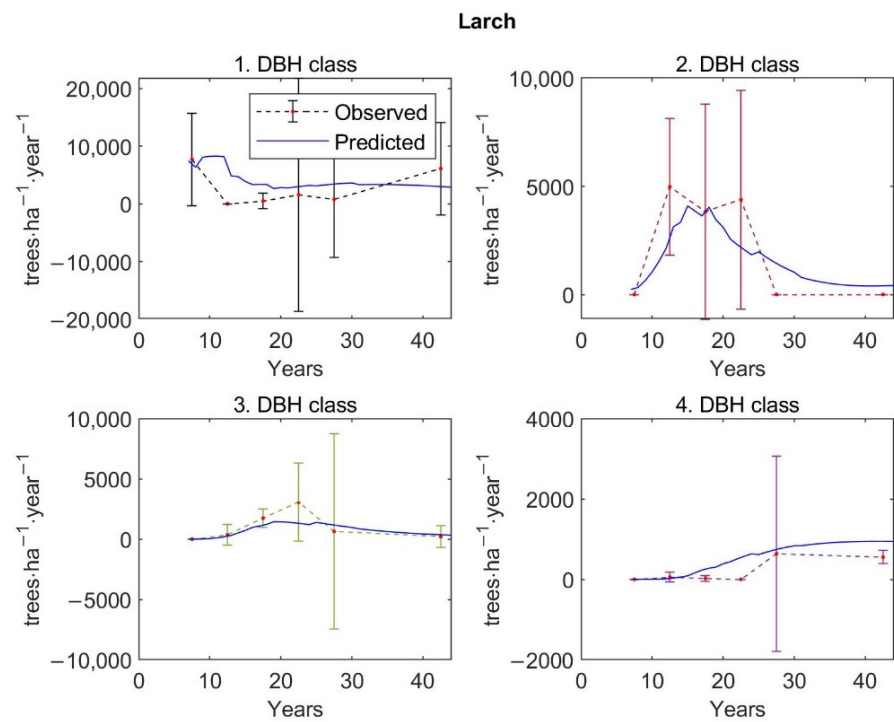 Larch
1. DBH class
20,000
10,000
0
−10,000
−20,000
trees·ha⁻¹·year⁻¹
Observed
Predicted
0 10 20 30 40
Years
2. DBH class
10,000
5000
0
trees·ha⁻¹·year⁻¹
0 10 20 30 40
Years
3. DBH class
10,000
5000
0
−5000
−10,000
trees·ha⁻¹·year⁻¹
0 10 20 30 40
Years
4. DBH class
4000
2000
0
−2000
trees·ha⁻¹·year⁻¹
0 10 20 30 40
Years